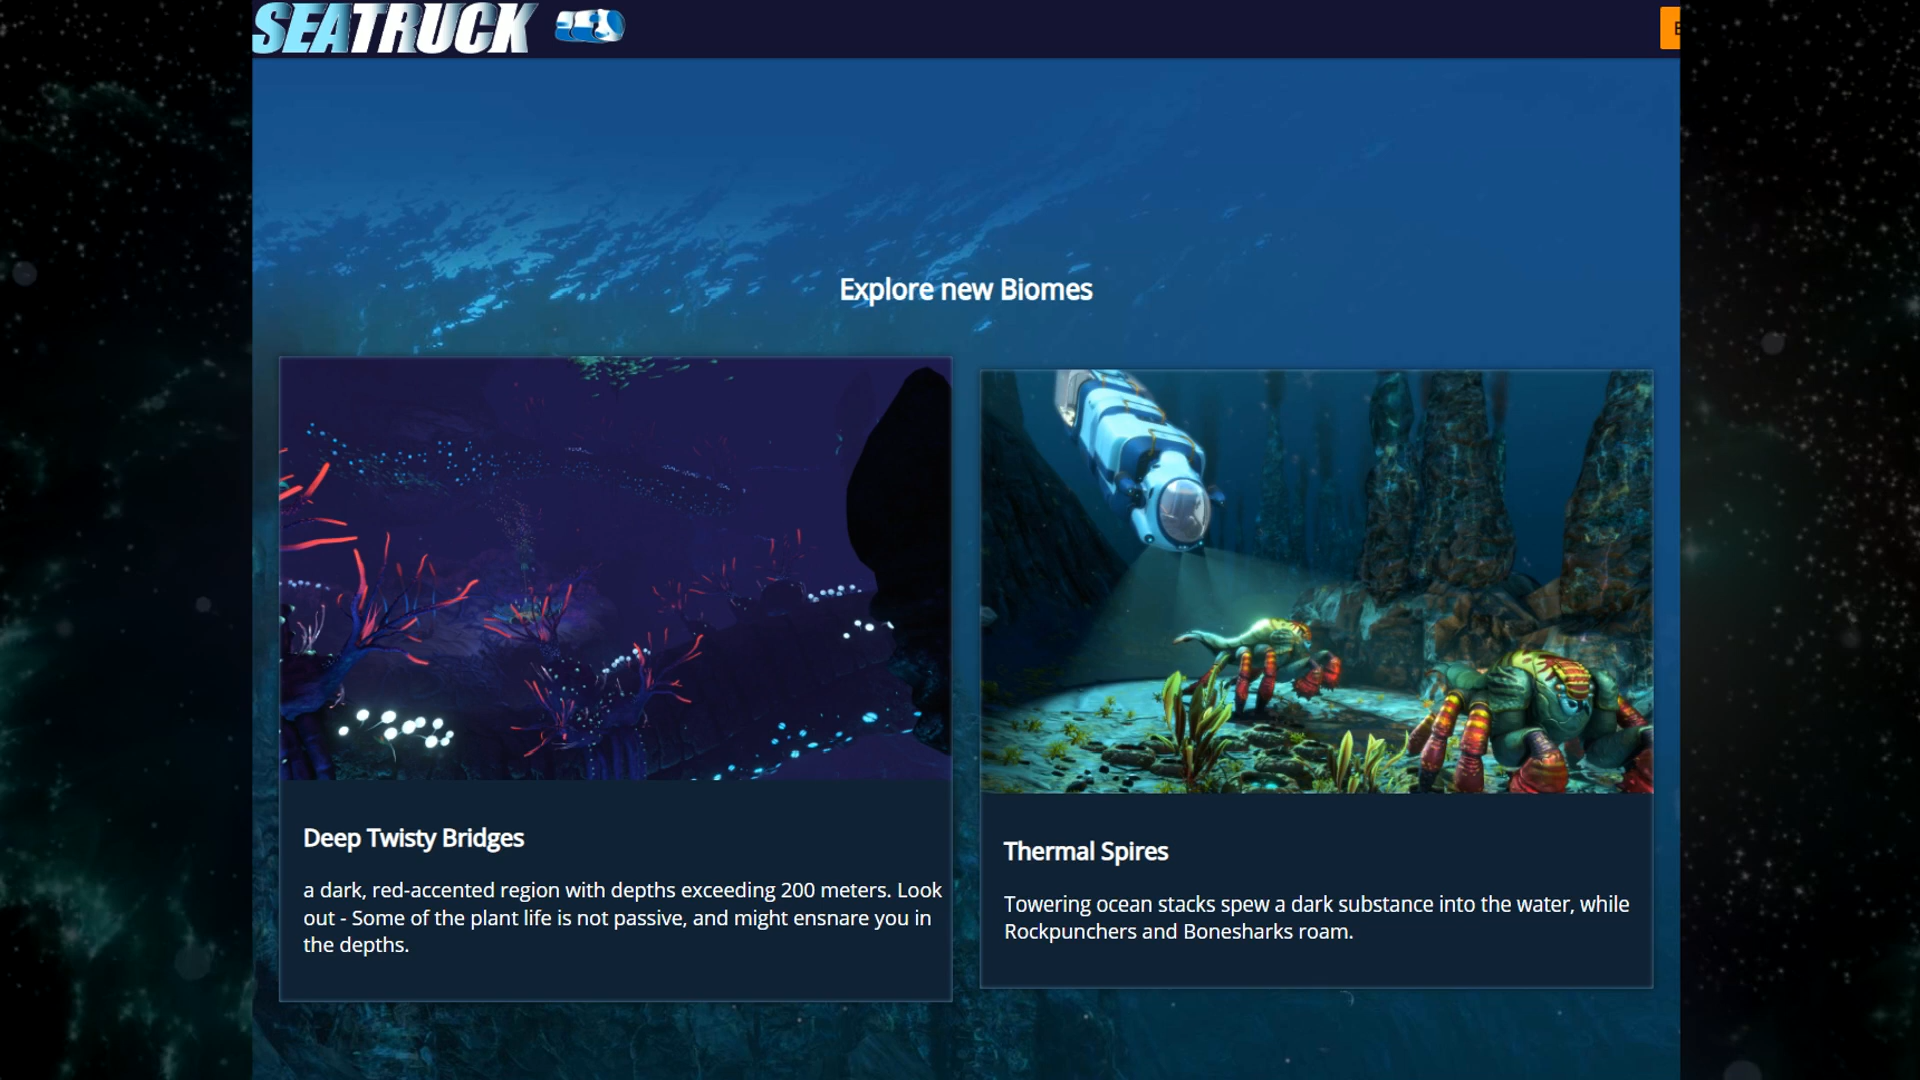 SEATRUCK
Explore new Biomes
Deep Twisty Bridges
a dark, red-accented region with depths exceeding 200 meters. Look
out - Some of the plant life is not passive, and might ensnare you in
the depths.
Thermal Spires
Towering ocean stacks spew a dark substance into the water, while
Rockpunchers and Bonesharks roam.